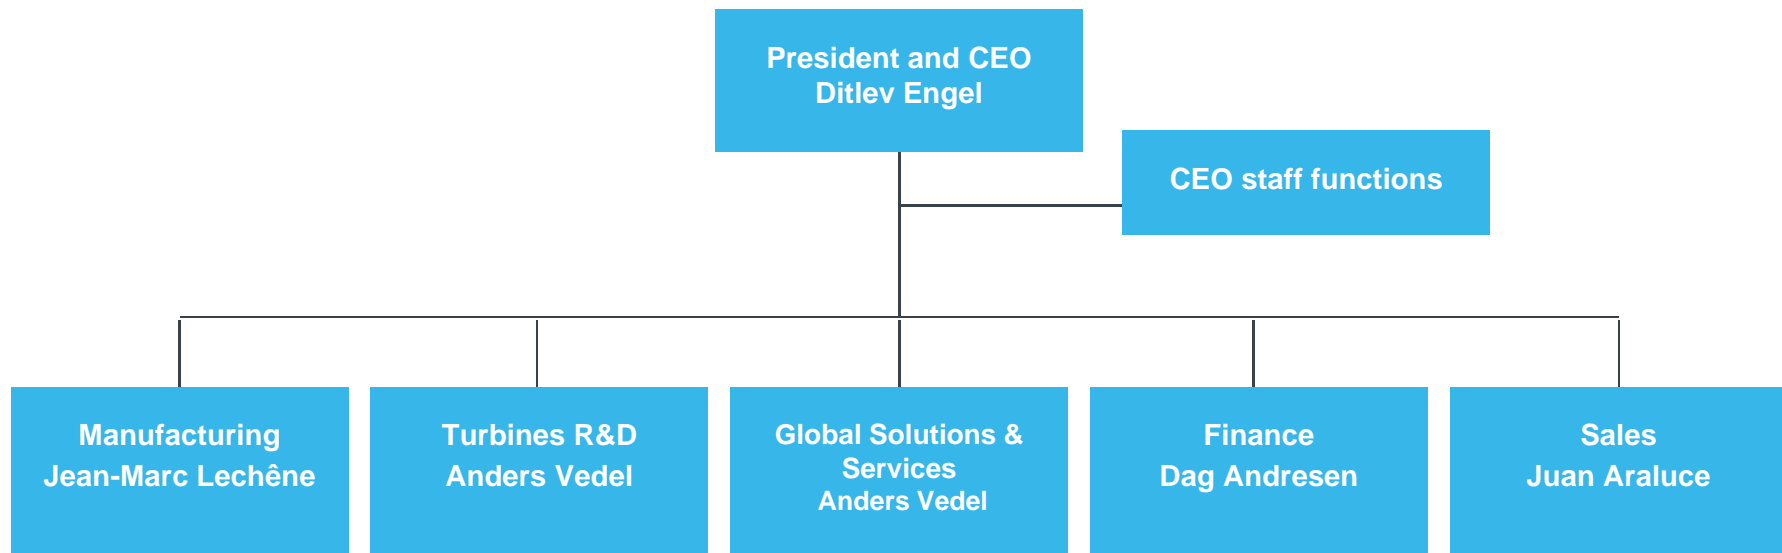 President and CEO
Ditlev Engel
CEO staff functions
Manufacturing
Jean-Marc Lechêne
Turbines R&D
Anders Vedel
Global Solutions &
Services
Anders Vedel
Finance
Dag Andresen
Sales
Juan Araluce